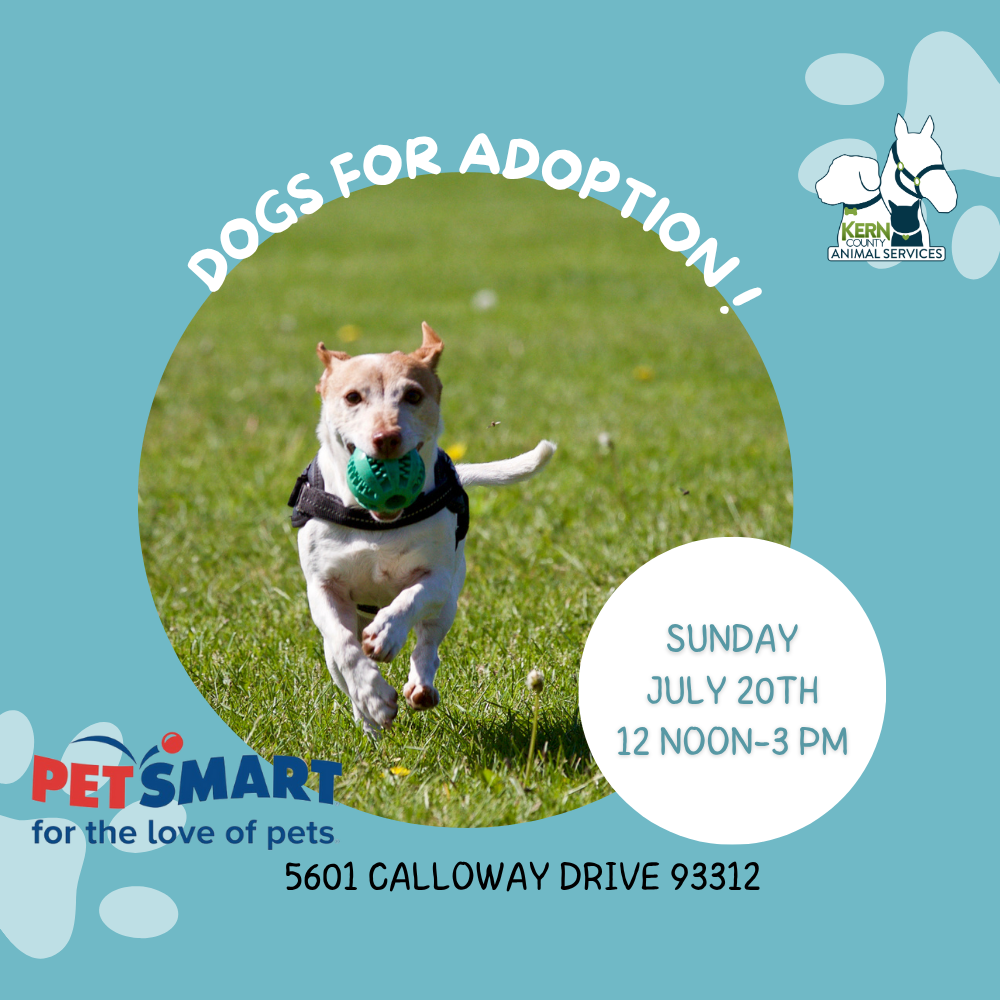 DOGS FOR ADOPTION!
KERN
COUNTY
ANIMAL SERVICES
SUNDAY
JULY 20TH
12 NOON-3 PM
PETSMART
for the love of pets
5601 CALLOWAY DRIVE 93312